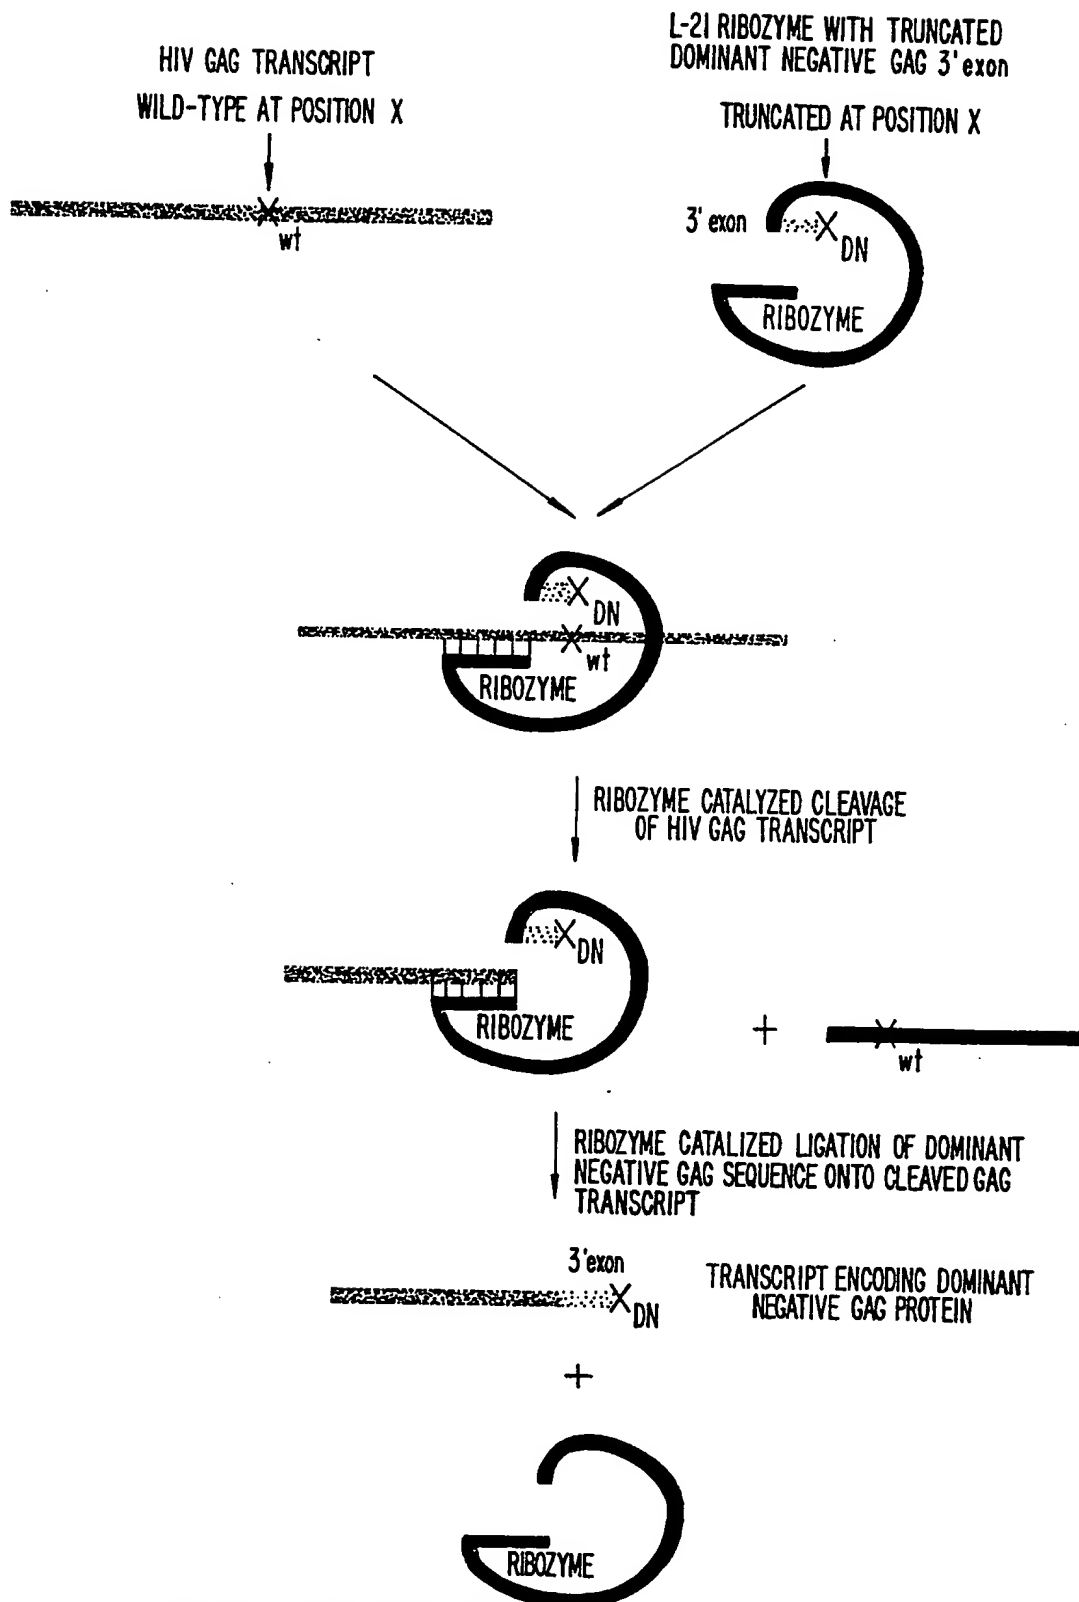 HIV GAG TRANSCRIPT
WILD-TYPE AT POSITION X
wt
L-21 RIBOZYME WITH TRUNCATED
DOMINANT NEGATIVE GAG 3' exon
TRUNCATED AT POSITION X
3' exon
X DN
RIBOZYME
X DN
X wt
RIBOZYME
RIBOZYME CATALYZED CLEAVAGE
OF HIV GAG TRANSCRIPT
X DN
RIBOZYME
+
X wt
RIBOZYME CATALIZED LIGATION OF DOMINANT
NEGATIVE GAG SEQUENCE ONTO CLEAVED GAG
TRANSCRIPT
3'exon
X DN
TRANSCRIPT ENCODING DOMINANT
NEGATIVE GAG PROTEIN
+
RIBOZYME